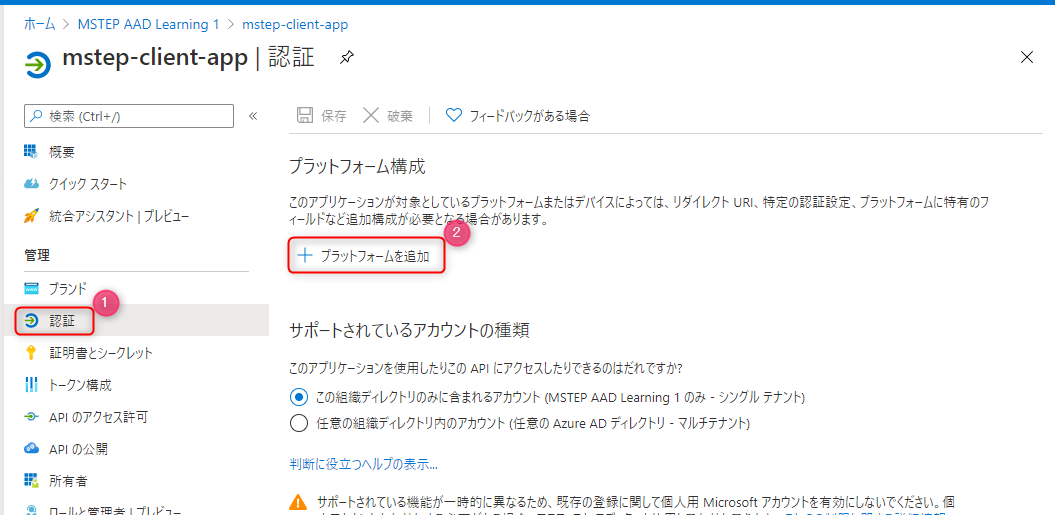 ホーム > MSTEP AAD Learning 1 > mstep-client-app
mstep-client-app | 認証
検索 (Ctrl+/)
«
保存
破棄
フィードバックがある場合
概要
クイック スタート
統合アシスタント | プレビュー
管理
ブランド
1
認証
証明書とシークレット
トークン構成
API のアクセス許可
API の公開
所有者
ロールと管理者 | プレビュー
プラットフォーム構成
このアプリケーションが対象としているプラットフォームまたはデバイスによっては、リダイレクト URI、特定の認証設定、プラットフォームに特有のフ
ィールドなど追加構成が必要となる場合があります。
2
プラットフォームを追加
サポートされているアカウントの種類
このアプリケーションを使用したりこの API にアクセスしたりできるのはだれですか?
この組織ディレクトリのみに含まれるアカウント (MSTEP AAD Learning 1 のみ - シングル テナント)
任意の組織ディレクトリ内のアカウント (任意の Azure AD ディレクトリ - マルチテナント)
判断に役立つヘルプの表示...
サポートされている機能が一時的に異なるため、既存の登録に関して個人用 Microsoft アカウントを有効にしないでください。個